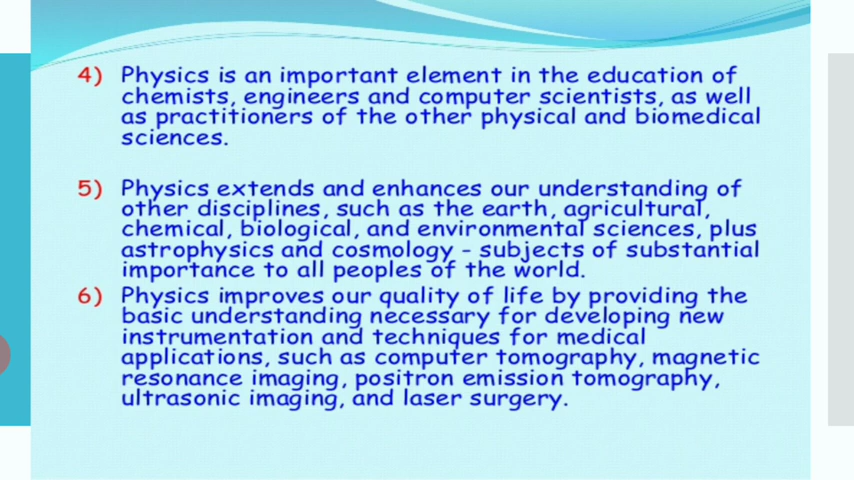 4) Physics is an important element in the education of
chemists, engineers and computer scientists, as well
as practitioners of the other physical and biomedical
sciences.
5) Physics extends and enhances our understanding of
other disciplines, such as the earth, agricultural,
chemical, biological, and environmental sciences, plus
astrophysics and cosmology - subjects of substantial
importance to all peoples of the world.
6) Physics improves our quality of life by providing the
basic understanding necessary for developing new
instrumentation and techniques for medical
applications, such as computer tomography, magnetic
resonance imaging, positron emission tomography,
ultrasonic imaging, and laser surgery.